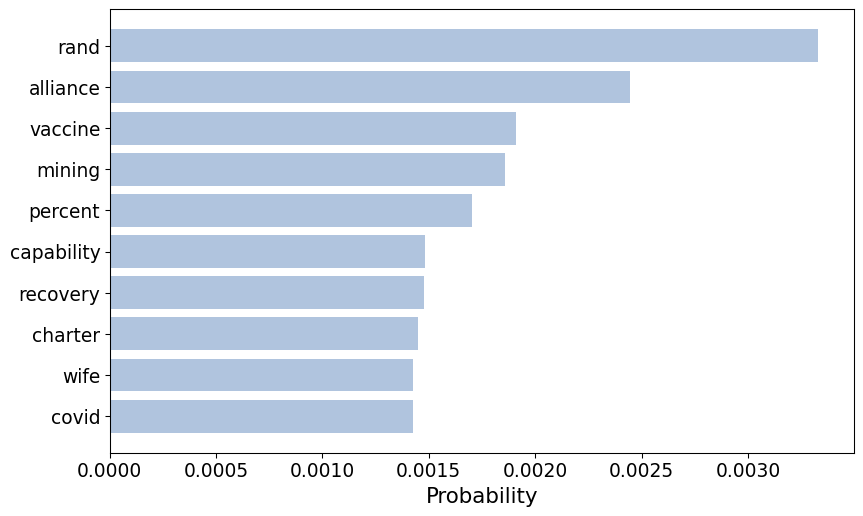 rand
alliance
vaccine
mining
percent
capability
recovery
charter
wife
covid
0.0000 0.0005 0.0010 0.0015 0.0020 0.0025 0.0030
Probability